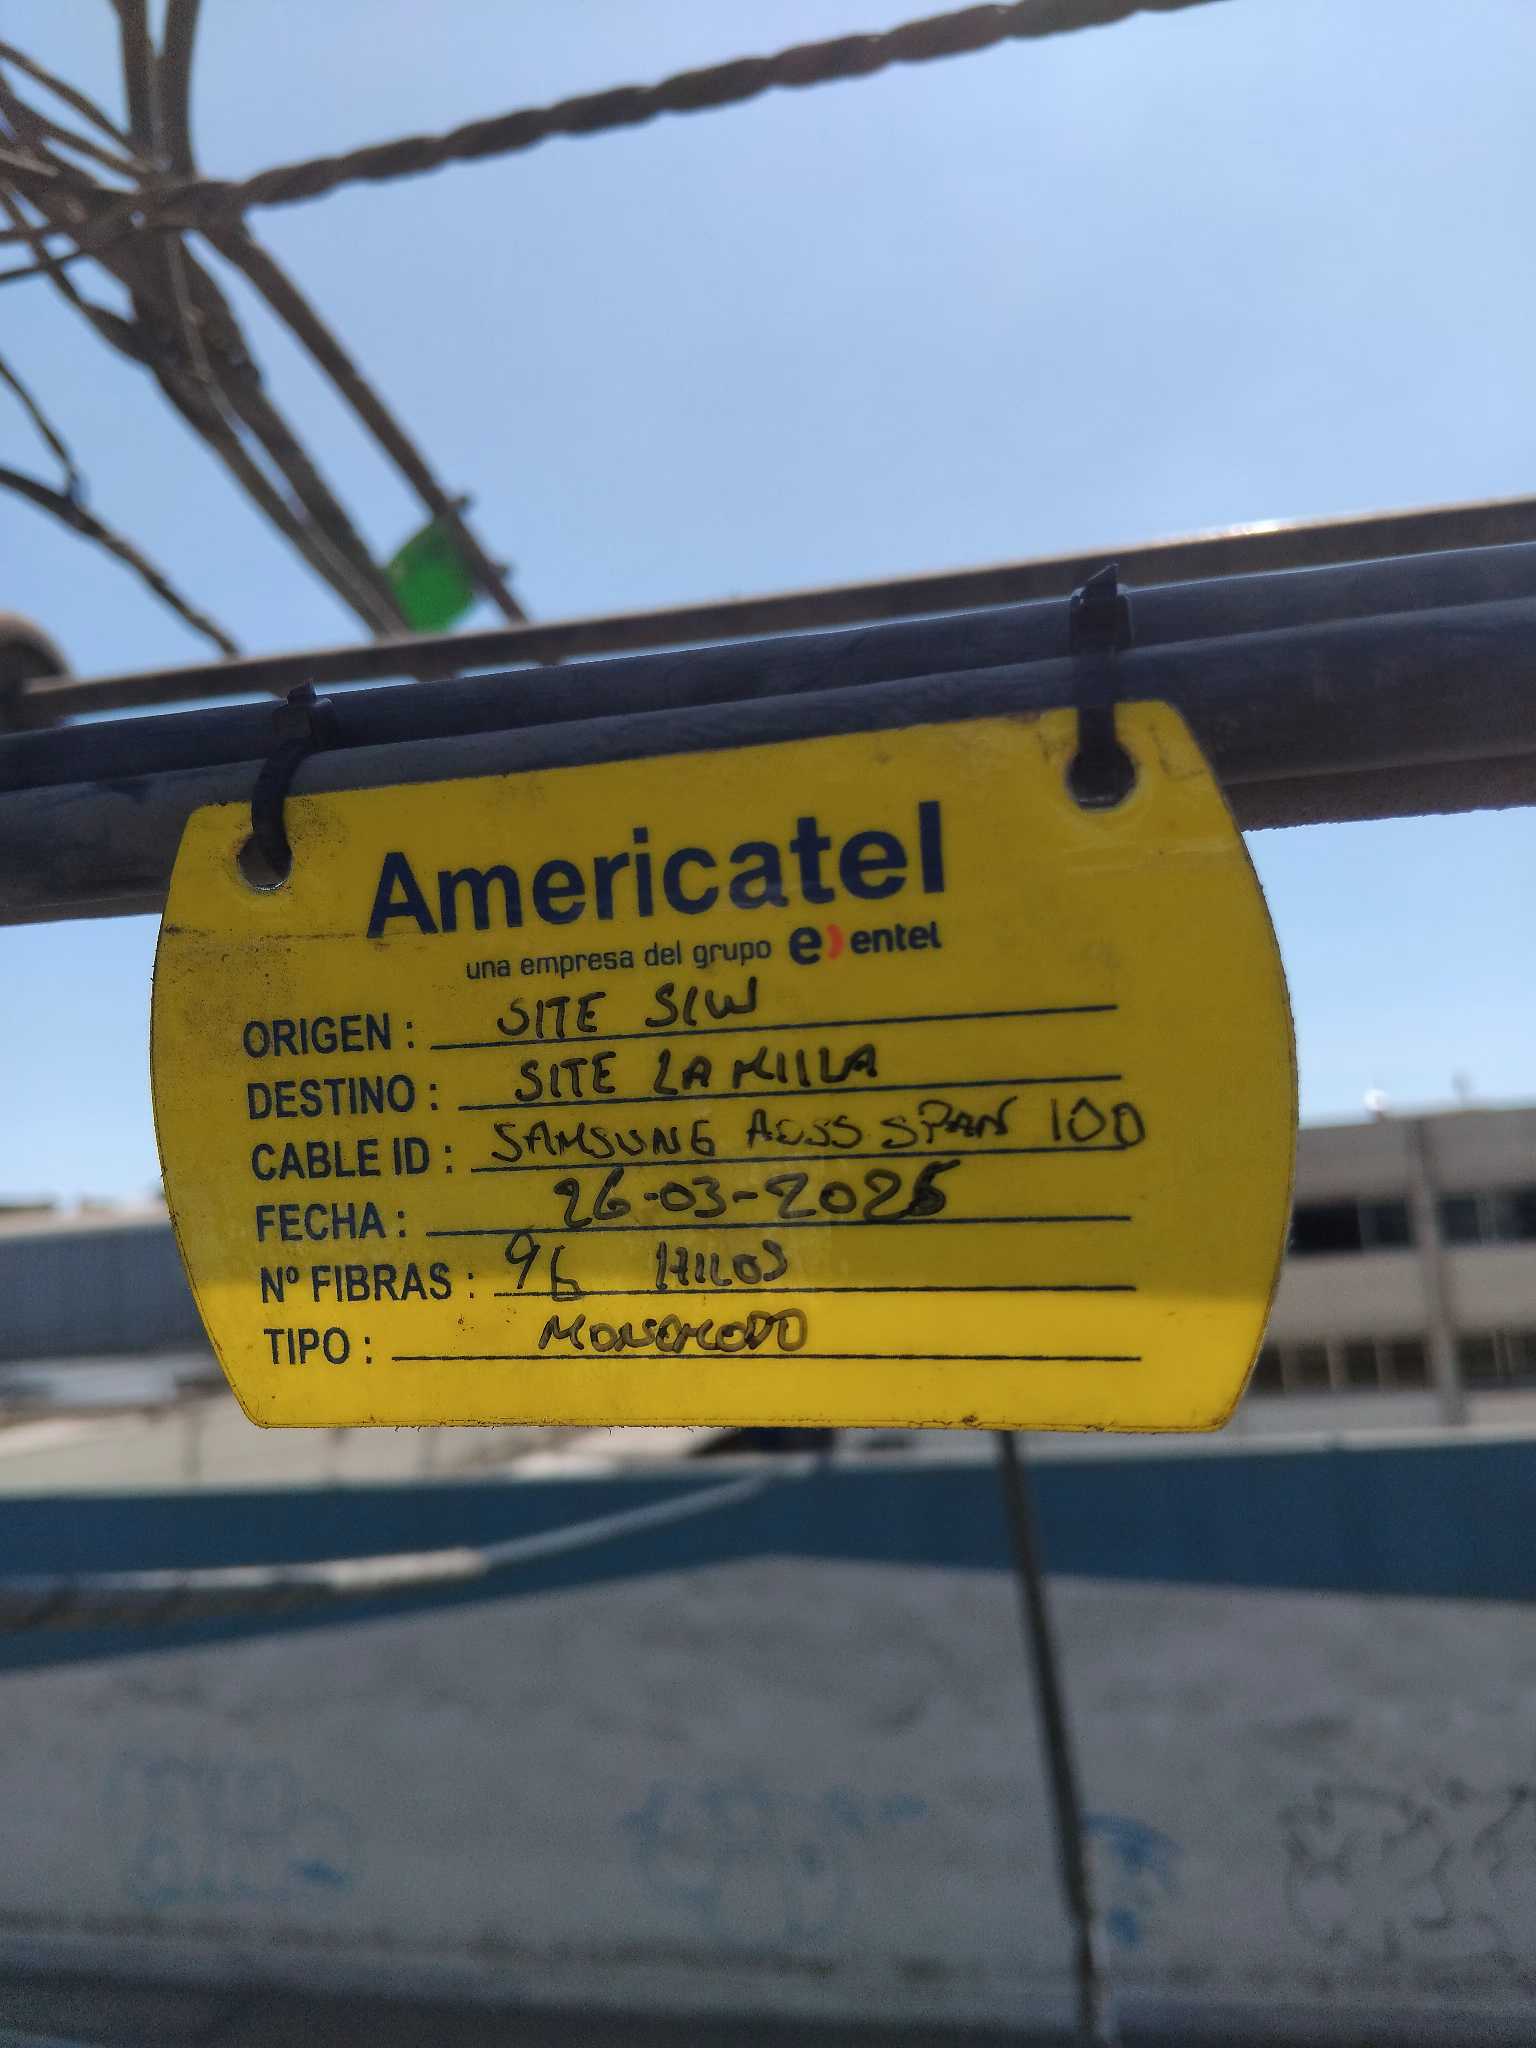 Americatel
una empresa del grupo e) entel
ORIGEN : SITE SIW
DESTINO : SITE LA MILLA
CABLE ID : SAMSUNG ADSS SPAN 100
FECHA : 26-03-2025
Nº FIBRAS : 96 HILOS
TIPO : MONOMODO